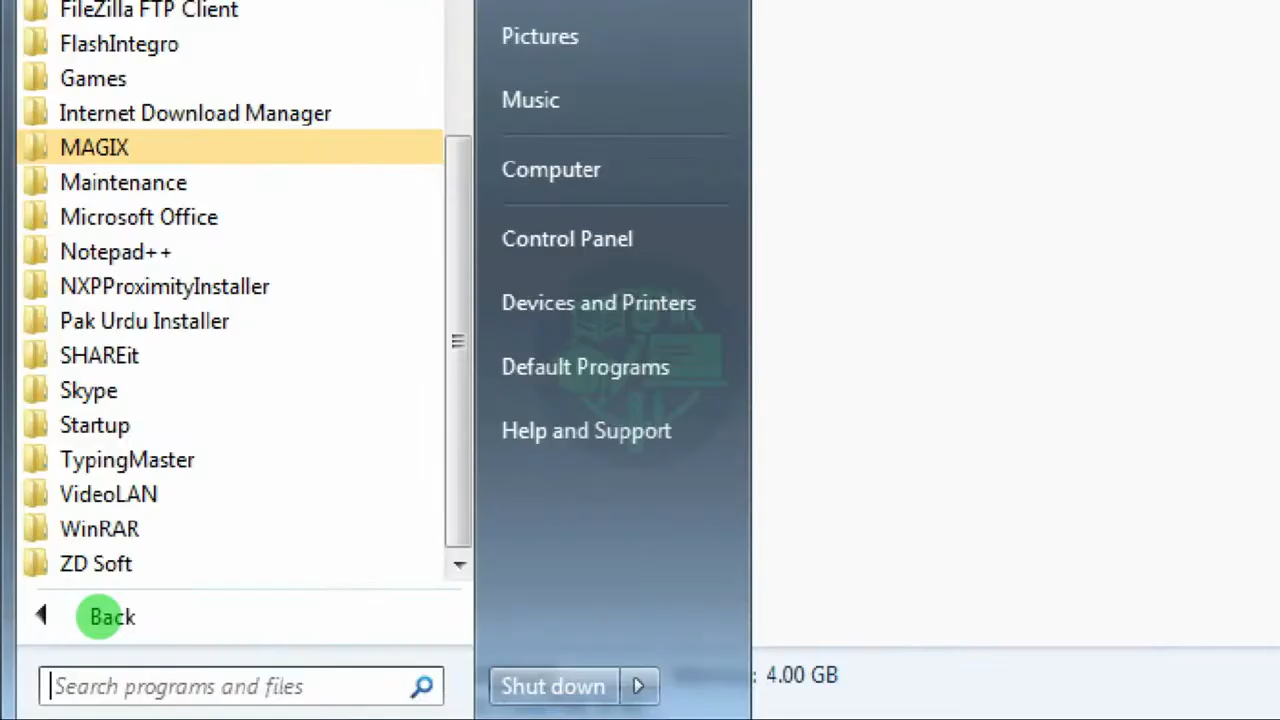 FileZilla FTP Client
FlashIntegro
Games
Internet Download Manager
MAGIX
Maintenance
Microsoft Office
Notepad++
NXPProximityInstaller
Pak Urdu Installer
SHAREit
Skype
Startup
TypingMaster
VideoLAN
WinRAR
ZD Soft
Back
Search programs and files
Pictures
Music
Computer
Control Panel
Devices and Printers
Default Programs
Help and Support
Shut down
: 4.00 GB